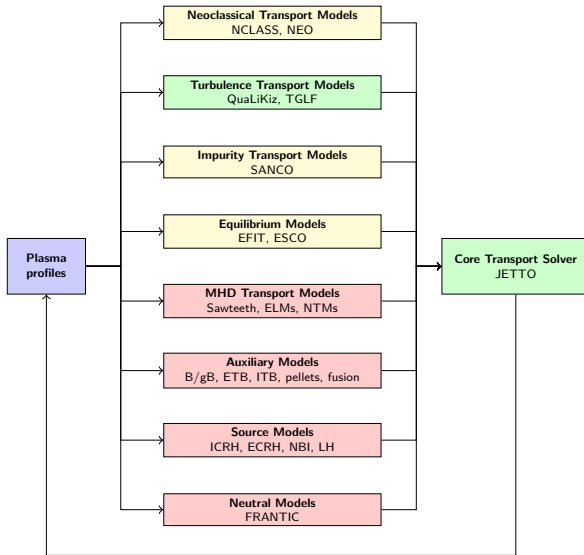 Neoclassical Transport Models
NCLASS, NEO
Turbulence Transport Models
QuaLiKiz, TGLF
Impurity Transport Models
SANCO
Equilibrium Models
EFIT, ESCO
Plasma
profiles
Core Transport Solver
JETTO
MHD Transport Models
Sawteeth, ELMs, NTMs
Auxiliary Models
B/gB, ETB, ITB, pellets, fusion
Source Models
ICRH, ECRH, NBI, LH
Neutral Models
FRANTIC